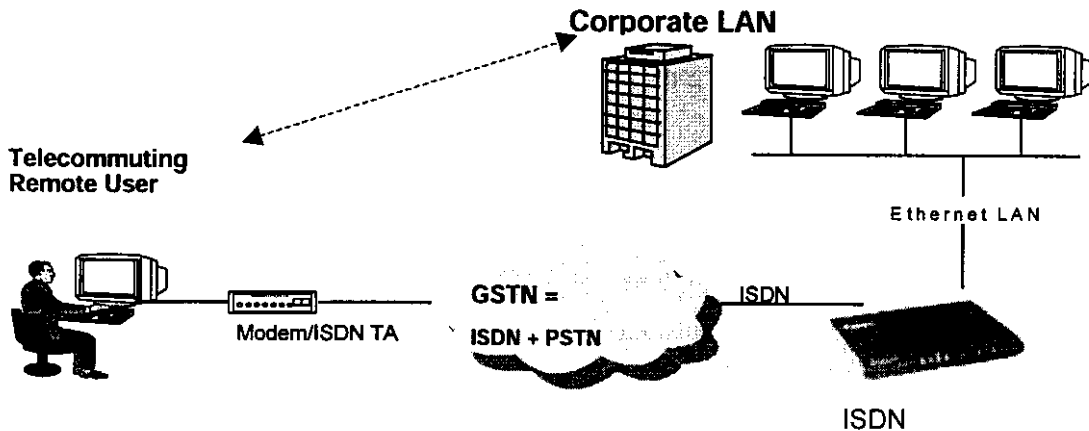 Corporate LAN
Telecommuting
Remote User
Ethernet LAN
GSTN =
ISDN + PSTN
ISDN
Modem/ISDN TA
ISDN